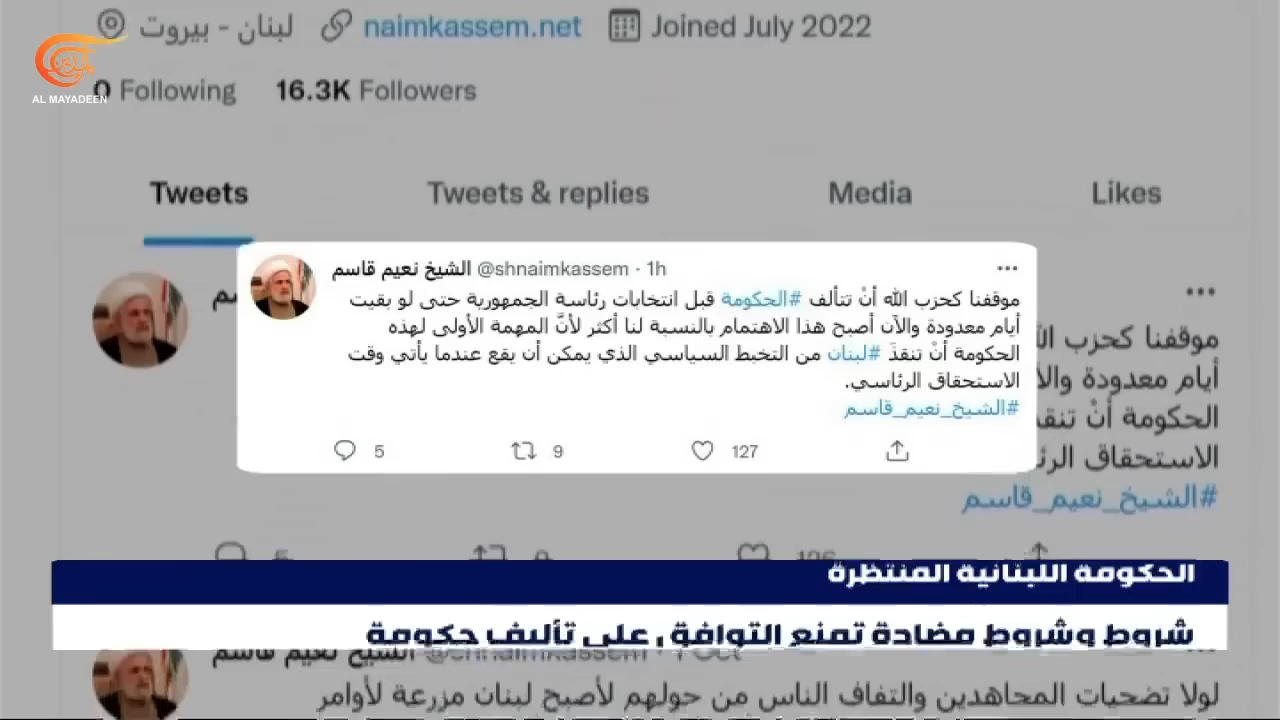 لبنان - بيروت naimkassem.net Joined July 2022
AL MAYADEEN
0 Following 16.3K Followers
Tweets Tweets & replies Media Likes
الشيخ نعيم قاسم @shnaimkassem · 1h
موقفنا كحزب الله أنْ تتألف #الحكومة قبل انتخابات رئاسة الجمهورية حتى لو بقيت
أيام معدودة والآن أصبح هذا الاهتمام بالنسبة لنا أكثر لأنَّ المهمة الأولى لهذه
الحكومة أنْ تنقذَ #لبنان من التخبط السياسي الذي يمكن أن يقع عندما يأتي وقت
الاستحقاق الرئاسي.
#الشيخ_نعيم_قاسم
5 9 127
موقفنا كحزب
أيام معدودة
الحكومة أنْ
الاستحقاق
#الشيخ_نعيم_قاسم
الحكومة اللبنانية المنتظرة
شروط وشروط مضادة تمنع التوافق على تأليف حكومة
الشيخ نعيم قاسم @shnaimkassem · 1 Oct
لولا تضحيات المجاهدين والتفاف الناس من حولهم لأصبح لبنان مزرعة لأوامر